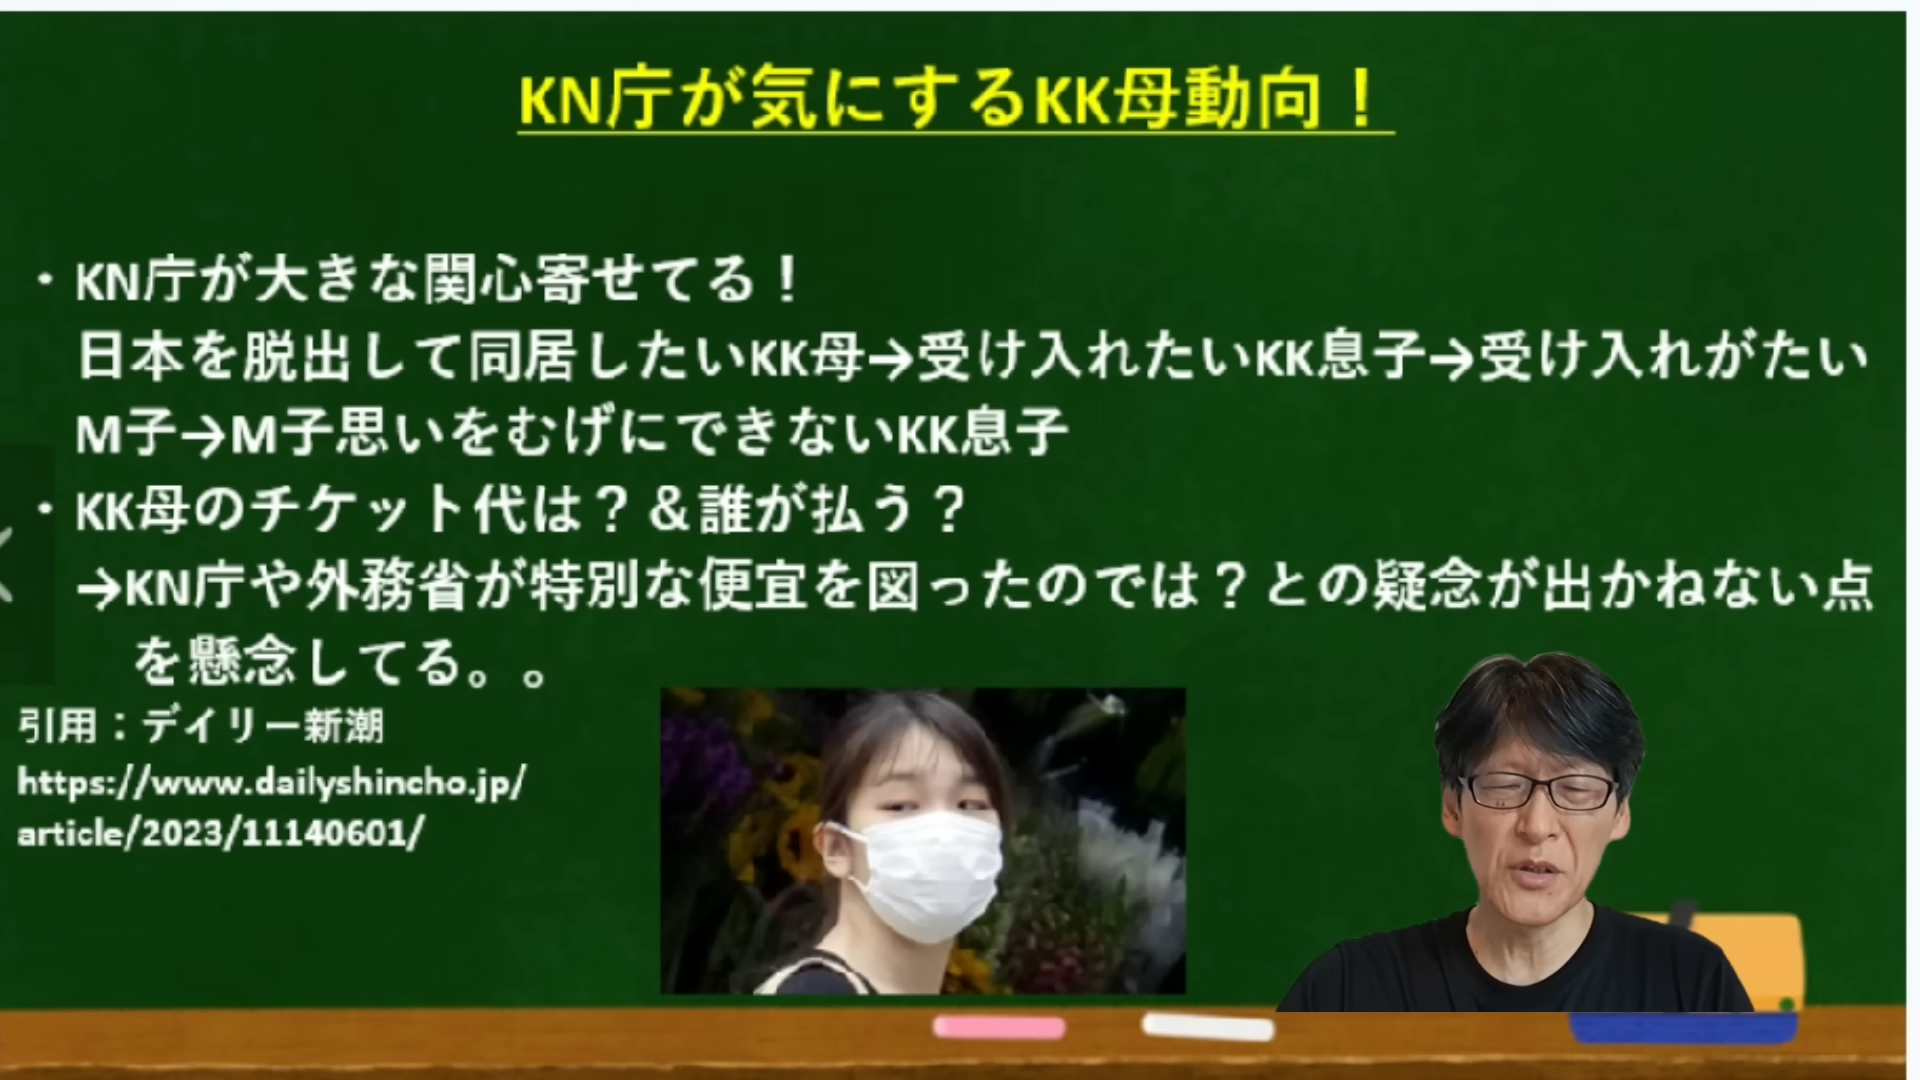 KN庁が気にするKK母動向！
・KN庁が大きな関心寄せてる！
日本を脱出して同居したいKK母→受け入れたいKK息子→受け入れがたい
M子→M子思いをむげにできないKK息子
・KK母のチケット代は？＆誰が払う？
→KN庁や外務省が特別な便宜を図ったのでは？との疑念が出かねない点
を懸念してる。。
引用：デイリー新潮
https://www.dailyshincho.jp/
article/2023/11140601/